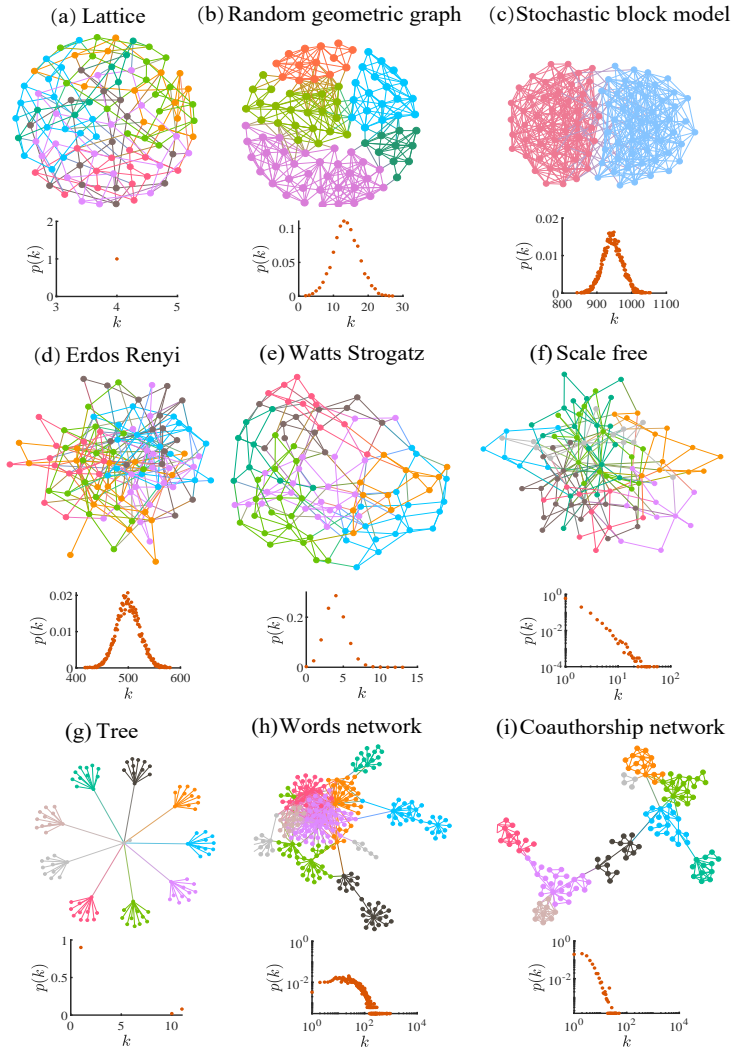 (a) Lattice
(b) Random geometric graph
(c) Stochastic block model
2
1
0
p(k)
3 4 5
k
0.1
0.05
0
p(k)
0 10 20 30
k
0.02
0.01
0
p(k)
800 900 1000 1100
k
(d) Erdos Renyi
(e) Watts Strogatz
(f) Scale free
0.02
0.01
0
p(k)
400 500 600
k
0.2
0
p(k)
0 5 10 15
k
10^0
10^-2
10^-4
p(k)
10^0 10^1 10^2
k
(g) Tree
(h) Words network
(i) Coauthorship network
1
0.5
0
p(k)
0 5 10
k
10^0
10^-2
p(k)
10^0 10^2 10^4
k
10^0
10^-2
p(k)
10^0 10^2 10^4
k